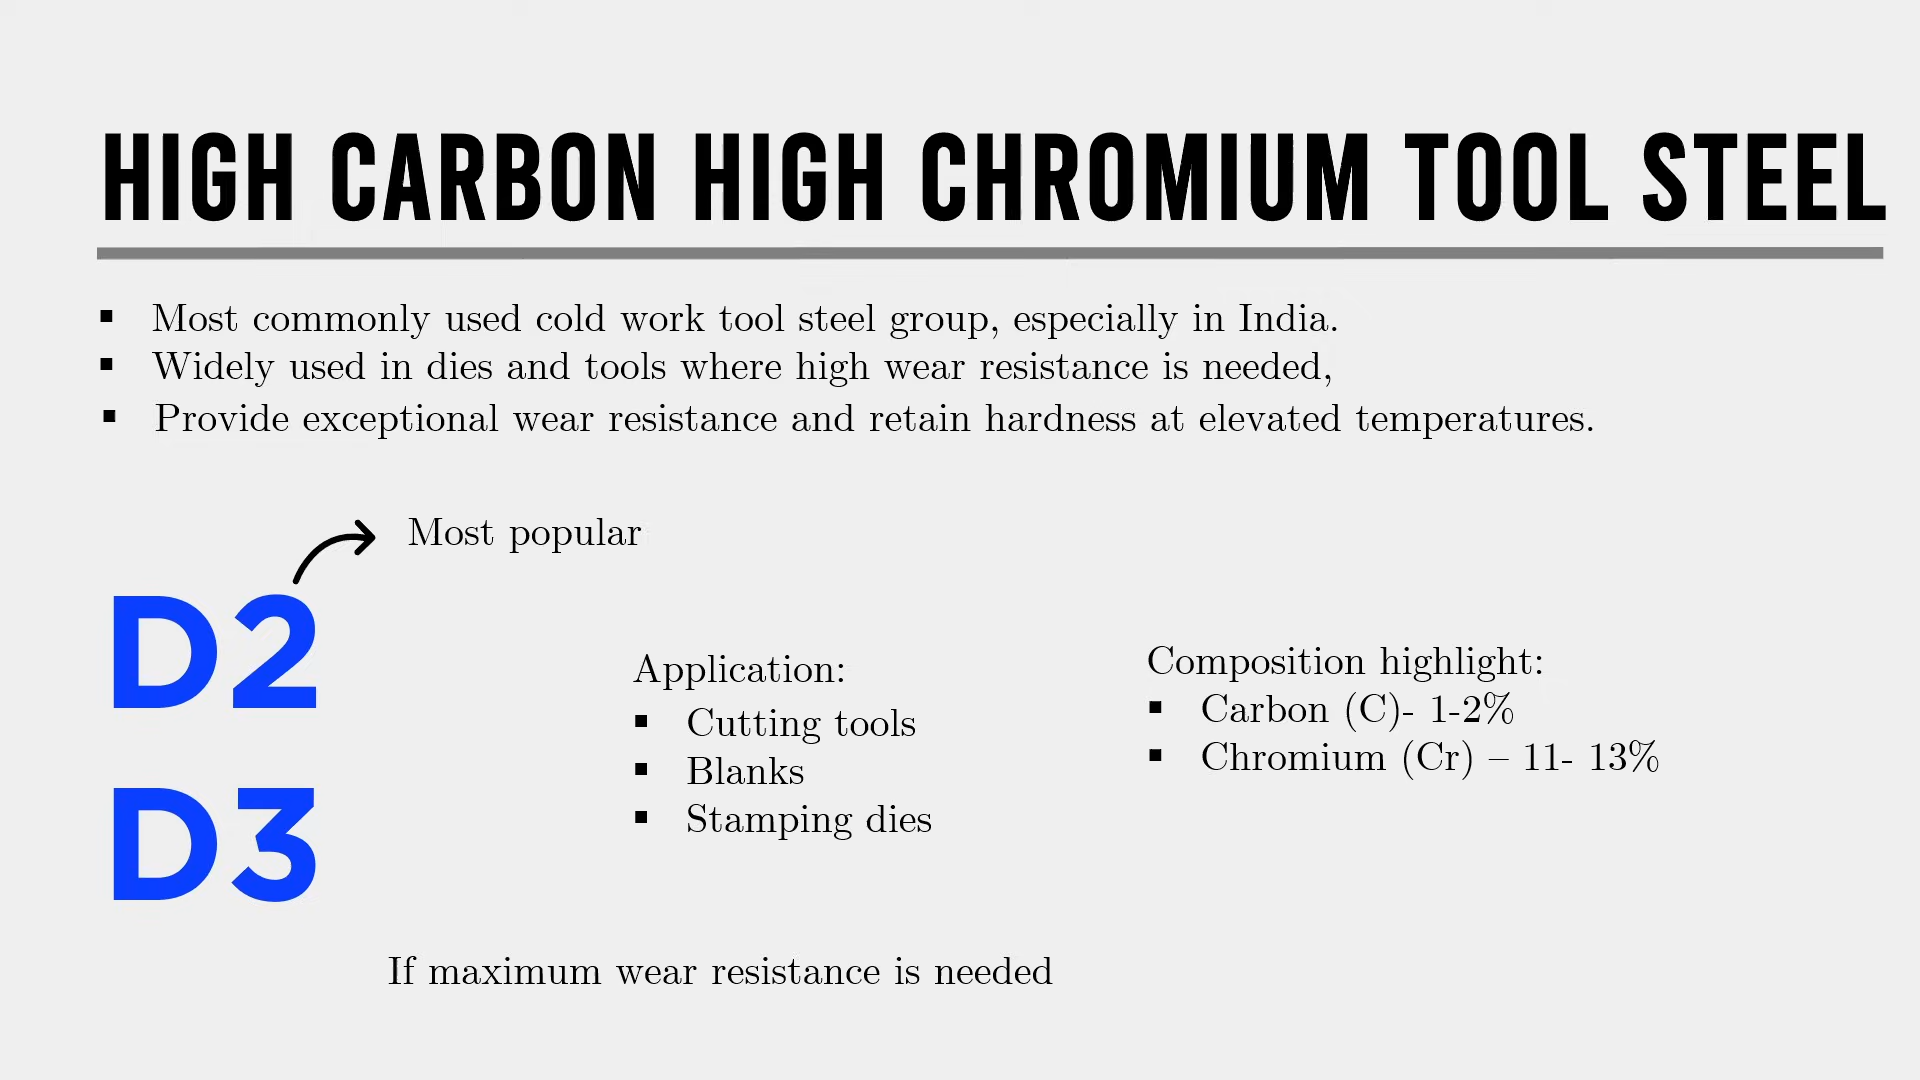 HIGH CARBON HIGH CHROMIUM TOOL STEEL
▪ Most commonly used cold work tool steel group, especially in India.
▪ Widely used in dies and tools where high wear resistance is needed,
▪ Provide exceptional wear resistance and retain hardness at elevated temperatures.
Most popular
D2
D3
Application:
▪ Cutting tools
▪ Blanks
▪ Stamping dies
Composition highlight:
▪ Carbon (C)- 1-2%
▪ Chromium (Cr) – 11- 13%
If maximum wear resistance is needed